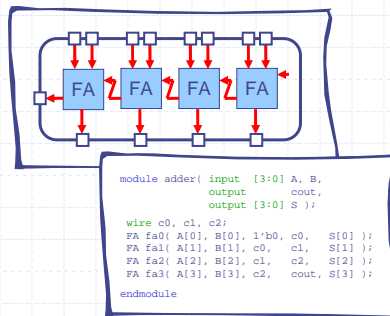 FA FA FA FA
module adder( input [3:0] A, B,
output cout,
output [3:0] S );
wire c0, c1, c2;
FA fa0( A[0], B[0], 1'b0, c0, S[0] );
FA fa1( A[1], B[1], c0, c1, S[1] );
FA fa2( A[2], B[2], c1, c2, S[2] );
FA fa3( A[3], B[3], c2, cout, S[3] );
endmodule